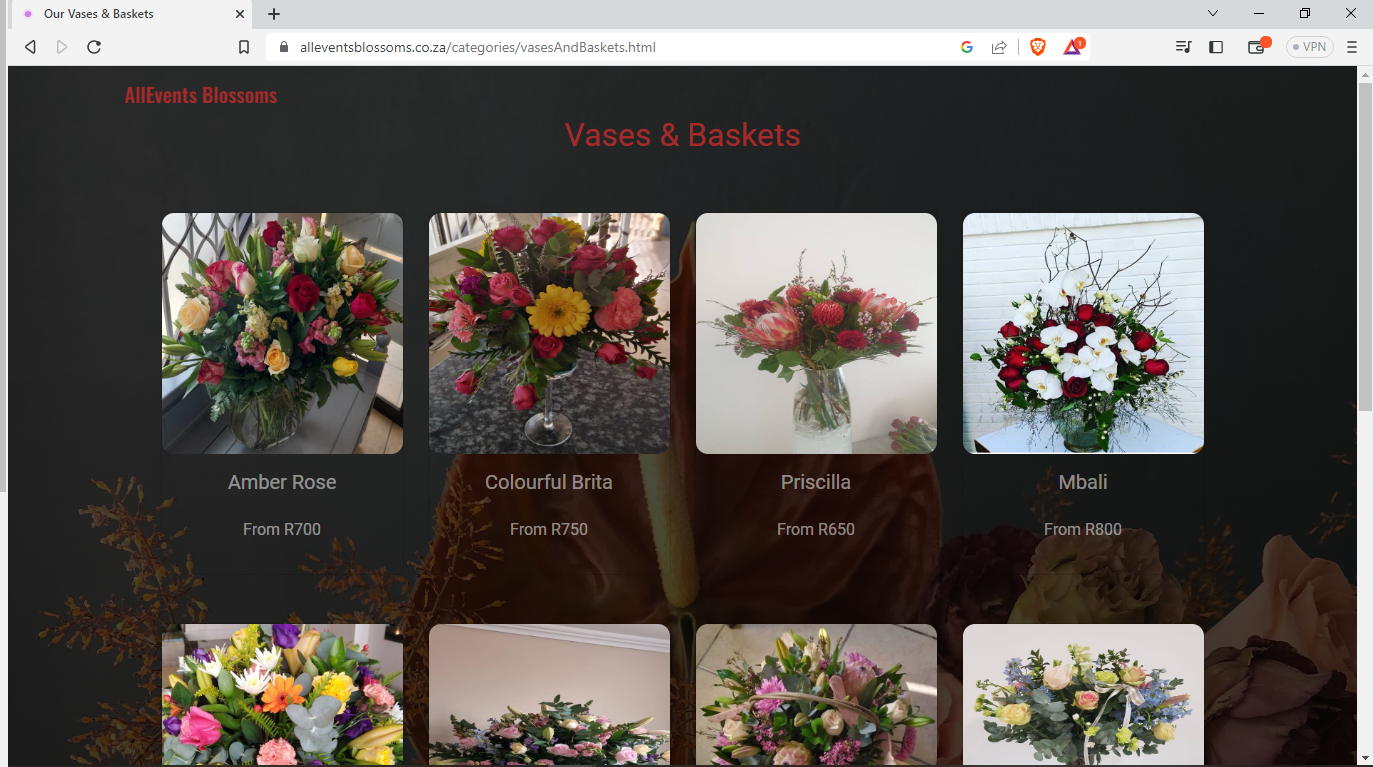 Our Vases & Baskets
alleventsblossoms.co.za/categories/vasesAndBaskets.html
1
VPN
AllEvents Blossoms
Vases & Baskets
Amber Rose
Colourful Brita
Priscilla
Mbali
From R700
From R750
From R650
From R800